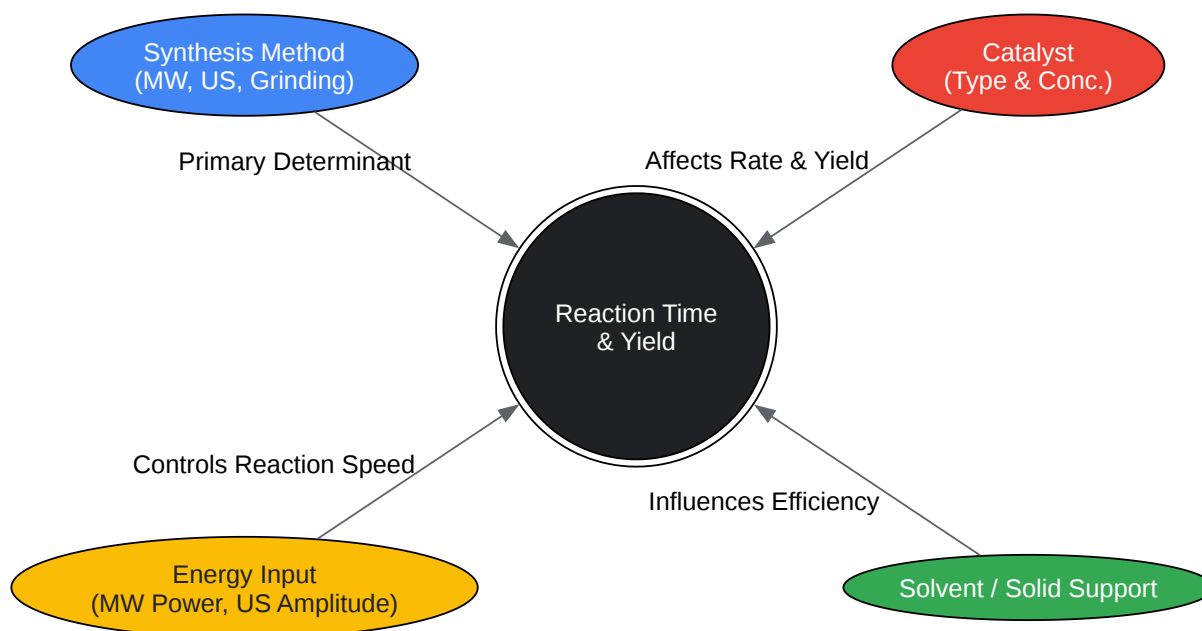 Synthesis Method
(MW, US, Grinding)
Catalyst
(Type & Conc.)
Primary Determinant
Affects Rate & Yield
Reaction Time
& Yield
Controls Reaction Speed
Influences Efficiency
Energy Input
(MW Power, US Amplitude)
Solvent / Solid Support